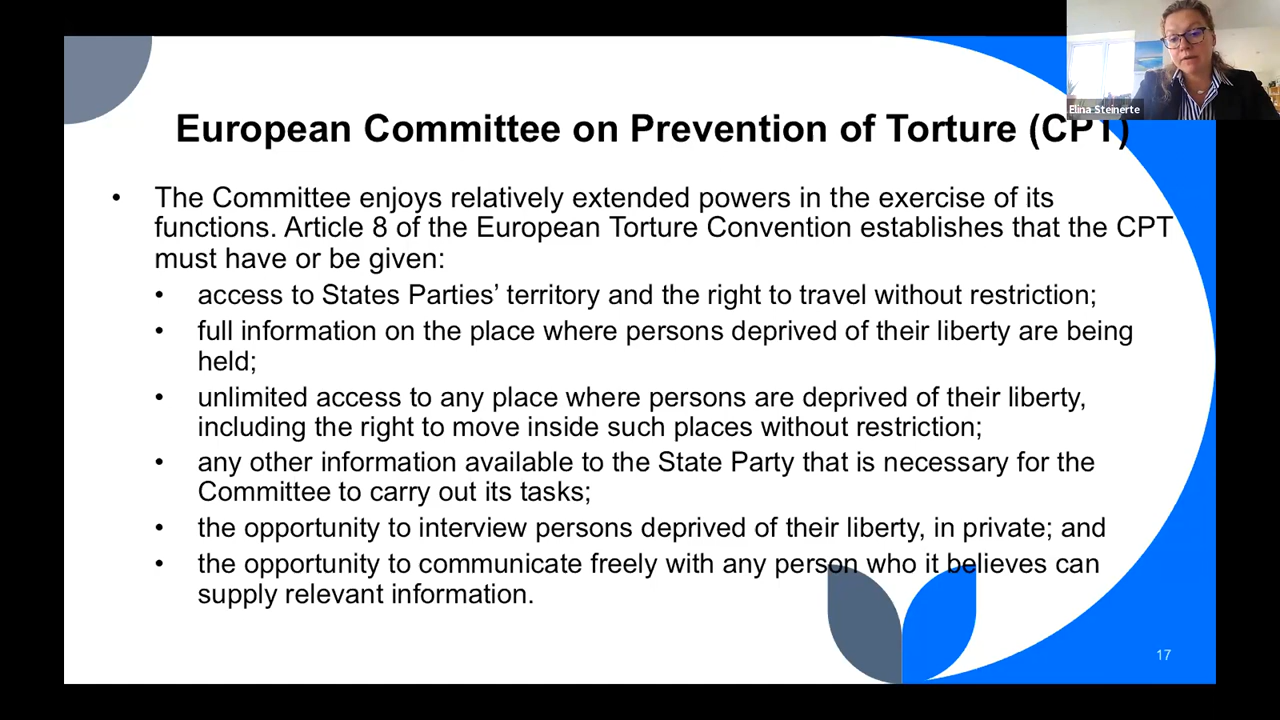 Elina Steinerte
European Committee on Prevention of Torture (CPT)
• The Committee enjoys relatively extended powers in the exercise of its
functions. Article 8 of the European Torture Convention establishes that the CPT
must have or be given:
• access to States Parties’ territory and the right to travel without restriction;
• full information on the place where persons deprived of their liberty are being
held;
• unlimited access to any place where persons are deprived of their liberty,
including the right to move inside such places without restriction;
• any other information available to the State Party that is necessary for the
Committee to carry out its tasks;
• the opportunity to interview persons deprived of their liberty, in private; and
• the opportunity to communicate freely with any person who it believes can
supply relevant information.
17